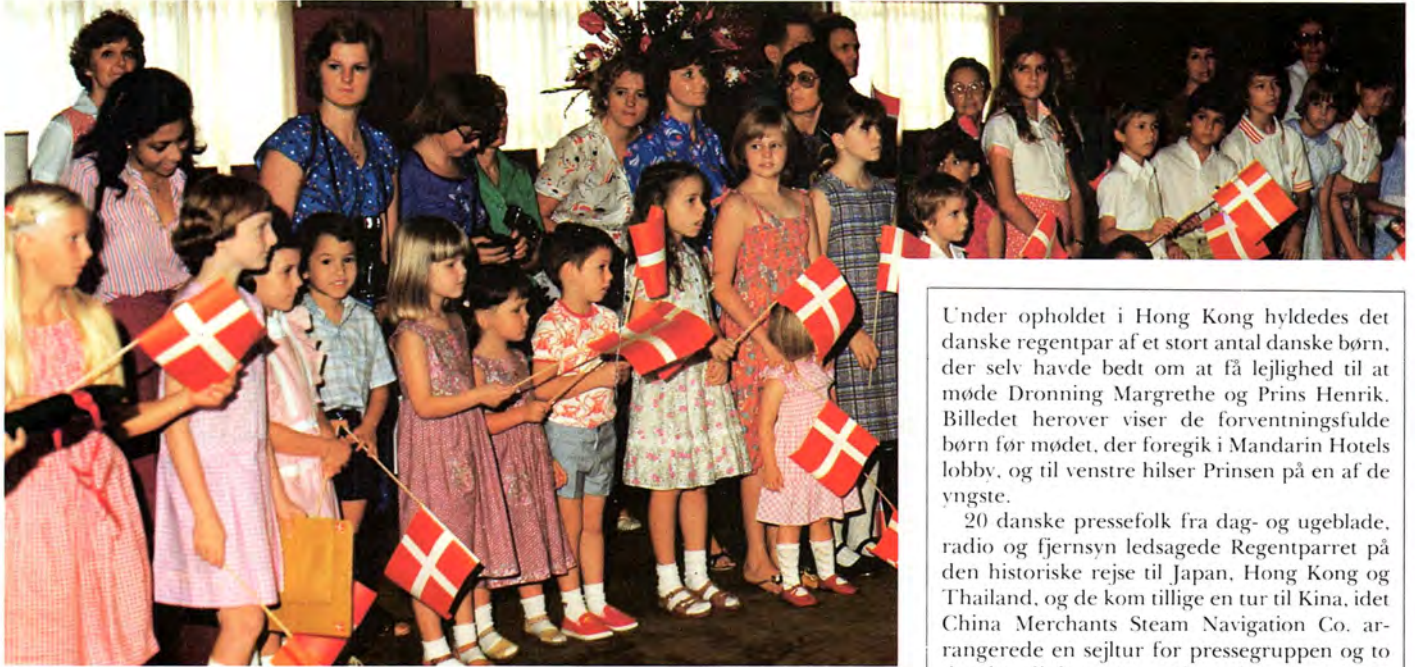 Under opholdet i Hong Kong hyldedes det
danske regentpar af et stort antal danske børn,
der selv havde bedt om at få lejlighed til at
møde Dronning Margrethe og Prins Henrik.
Billedet herover viser de forventningsfulde
børn før mødet, der foregik i Mandarin Hotels
lobby, og til venstre hilser Prinsen på en af de
yngste.
20 danske pressefolk fra dag- og ugeblade,
radio og fjernsyn ledsagede Regentparret på
den historiske rejse til Japan, Hong Kong og
Thailand, og de kom tillige en tur til Kina, idet
China Merchants Steam Navigation Co. ar-
rangerede en sejltur for pressegruppen og to